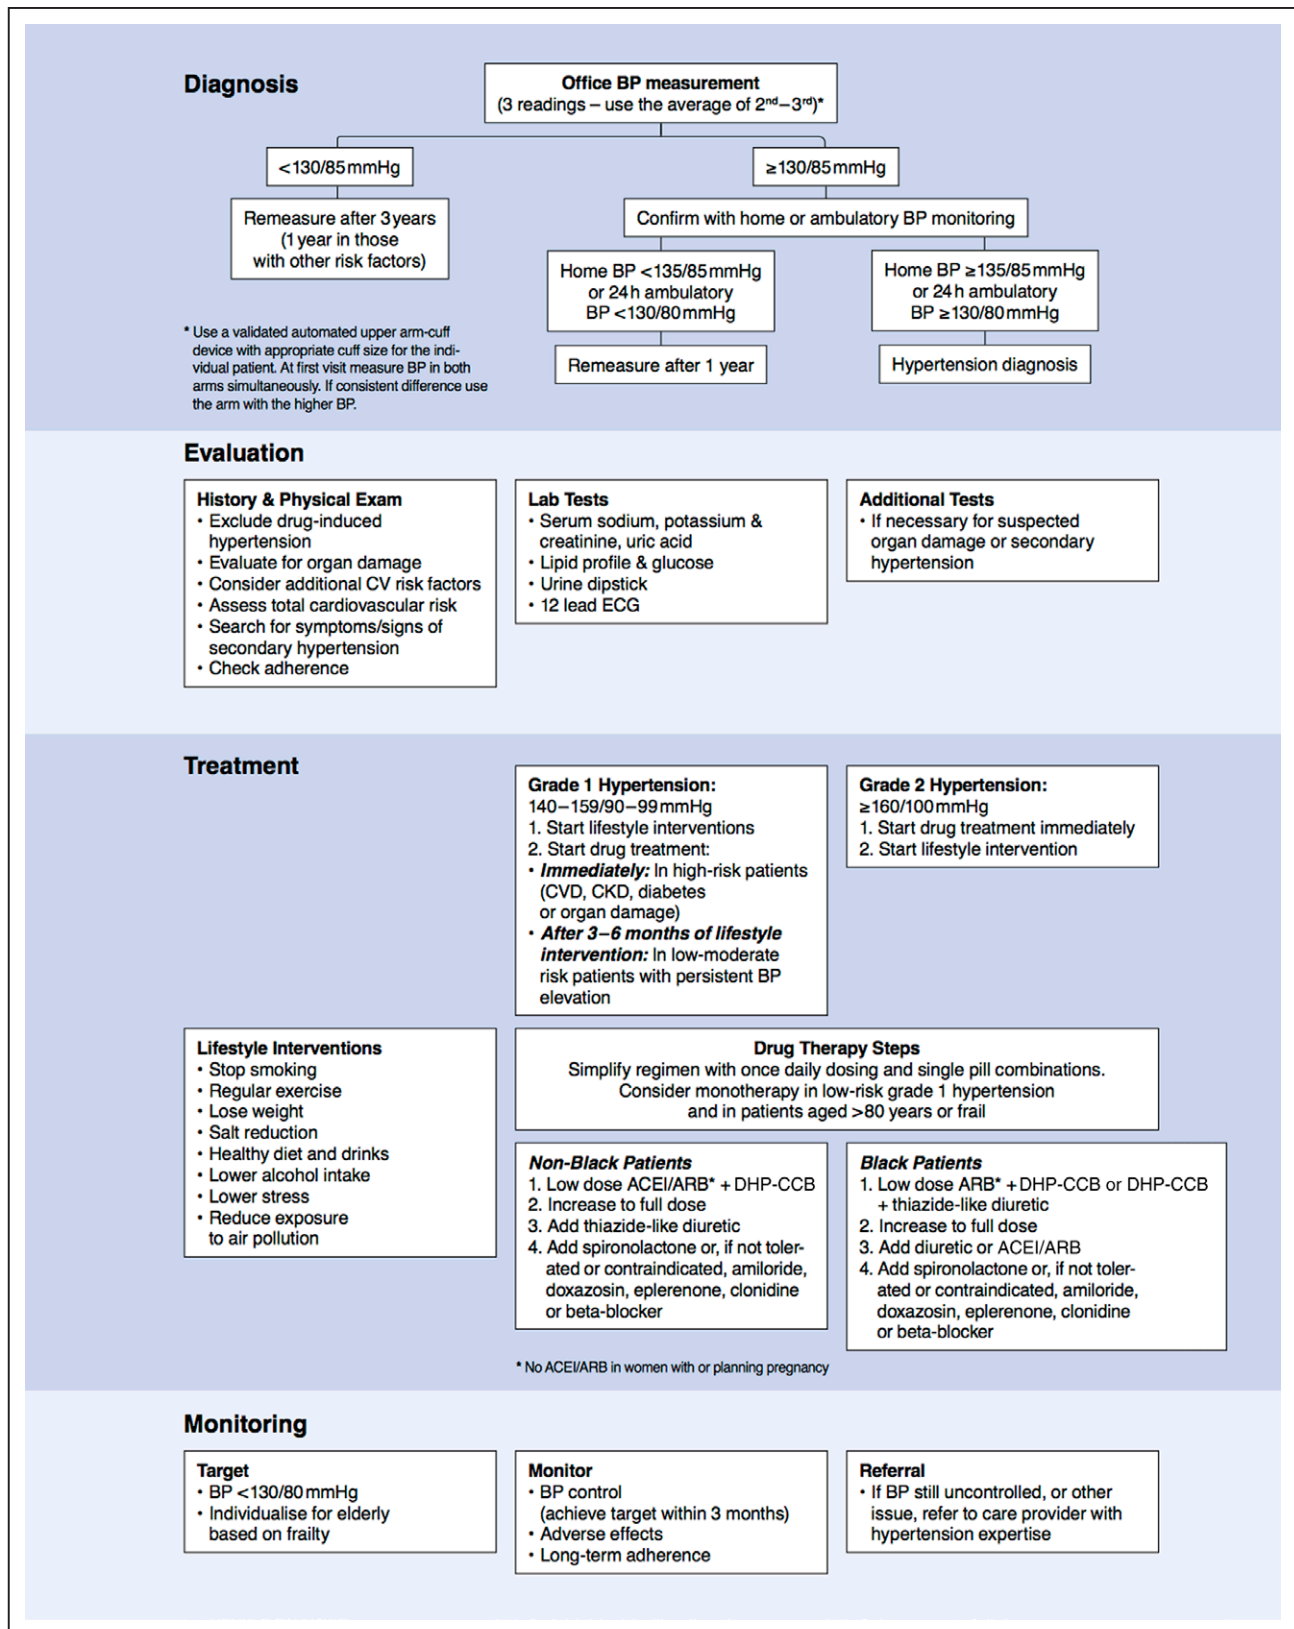 Diagnosis
Office BP measurement
(3 readings – use the average of 2nd–3rd)*
<130/85 mmHg
≥130/85 mmHg
Remeasure after 3 years
(1 year in those
with other risk factors)
Confirm with home or ambulatory BP monitoring
Home BP <135/85 mmHg
or 24 h ambulatory
BP <130/80 mmHg
Home BP ≥135/85 mmHg
or 24 h ambulatory
BP ≥130/80 mmHg
Remeasure after 1 year
Hypertension diagnosis
* Use a validated automated upper arm-cuff
device with appropriate cuff size for the indi-
vidual patient. At first visit measure BP in both
arms simultaneously. If consistent difference use
the arm with the higher BP.
Evaluation
History & Physical Exam
• Exclude drug-induced
hypertension
• Evaluate for organ damage
• Consider additional CV risk factors
• Assess total cardiovascular risk
• Search for symptoms/signs of
secondary hypertension
• Check adherence
Lab Tests
• Serum sodium, potassium &
creatinine, uric acid
• Lipid profile & glucose
• Urine dipstick
• 12 lead ECG
Additional Tests
• If necessary for suspected
organ damage or secondary
hypertension
Treatment
Grade 1 Hypertension:
140–159/90–99 mmHg
1. Start lifestyle interventions
2. Start drug treatment:
• Immediately: In high-risk patients
(CVD, CKD, diabetes
or organ damage)
• After 3–6 months of lifestyle
intervention: In low-moderate
risk patients with persistent BP
elevation
Grade 2 Hypertension:
≥160/100 mmHg
1. Start drug treatment immediately
2. Start lifestyle intervention
Lifestyle Interventions
• Stop smoking
• Regular exercise
• Lose weight
• Salt reduction
• Healthy diet and drinks
• Lower alcohol intake
• Lower stress
• Reduce exposure
to air pollution
Drug Therapy Steps
Simplify regimen with once daily dosing and single pill combinations.
Consider monotherapy in low-risk grade 1 hypertension
and in patients aged >80 years or frail
Non-Black Patients
1. Low dose ACEI/ARB* + DHP-CCB
2. Increase to full dose
3. Add thiazide-like diuretic
4. Add spironolactone or, if not toler-
ated or contraindicated, amiloride,
doxazosin, eplerenone, clonidine
or beta-blocker
Black Patients
1. Low dose ARB* + DHP-CCB or DHP-CCB
+ thiazide-like diuretic
2. Increase to full dose
3. Add diuretic or ACEI/ARB
4. Add spironolactone or, if not toler-
ated or contraindicated, amiloride,
doxazosin, eplerenone, clonidine
or beta-blocker
* No ACEI/ARB in women with or planning pregnancy
Monitoring
Target
• BP <130/80 mmHg
• Individualise for elderly
based on frailty
Monitor
• BP control
(achieve target within 3 months)
• Adverse effects
• Long-term adherence
Referral
• If BP still uncontrolled, or other
issue, refer to care provider with
hypertension expertise